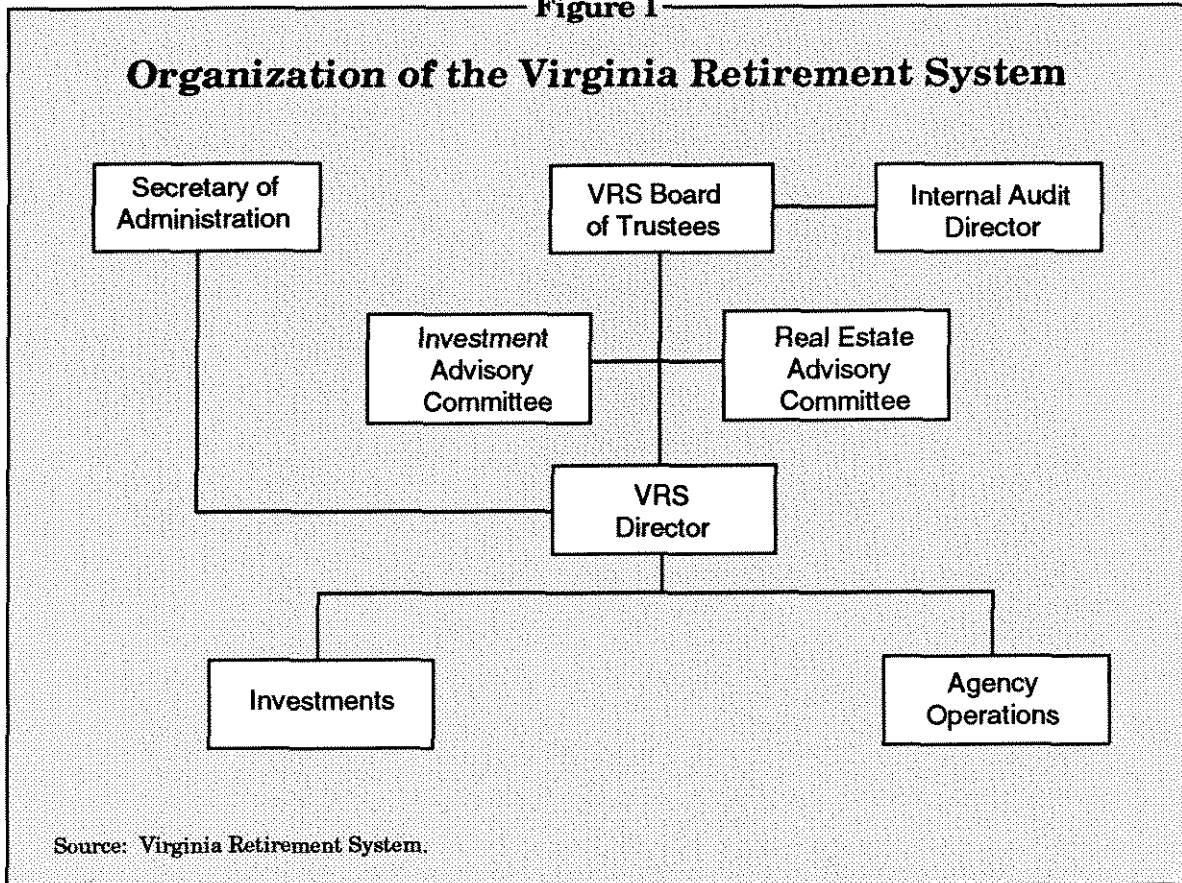 Figure 1
Organization of the Virginia Retirement System
Secretary of
Administration
VRS Board
of Trustees
Internal Audit
Director
Investment
Advisory
Committee
Real Estate
Advisory
Committee
VRS
Director
Investments
Agency
Operations
Source: Virginia Retirement System.